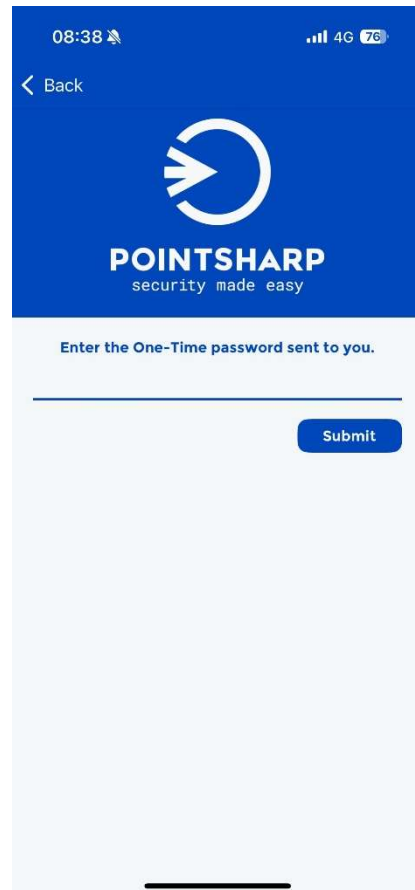 08:38
4G 76
Back
POINTSHARP
security made easy
Enter the One-Time password sent to you.
Submit